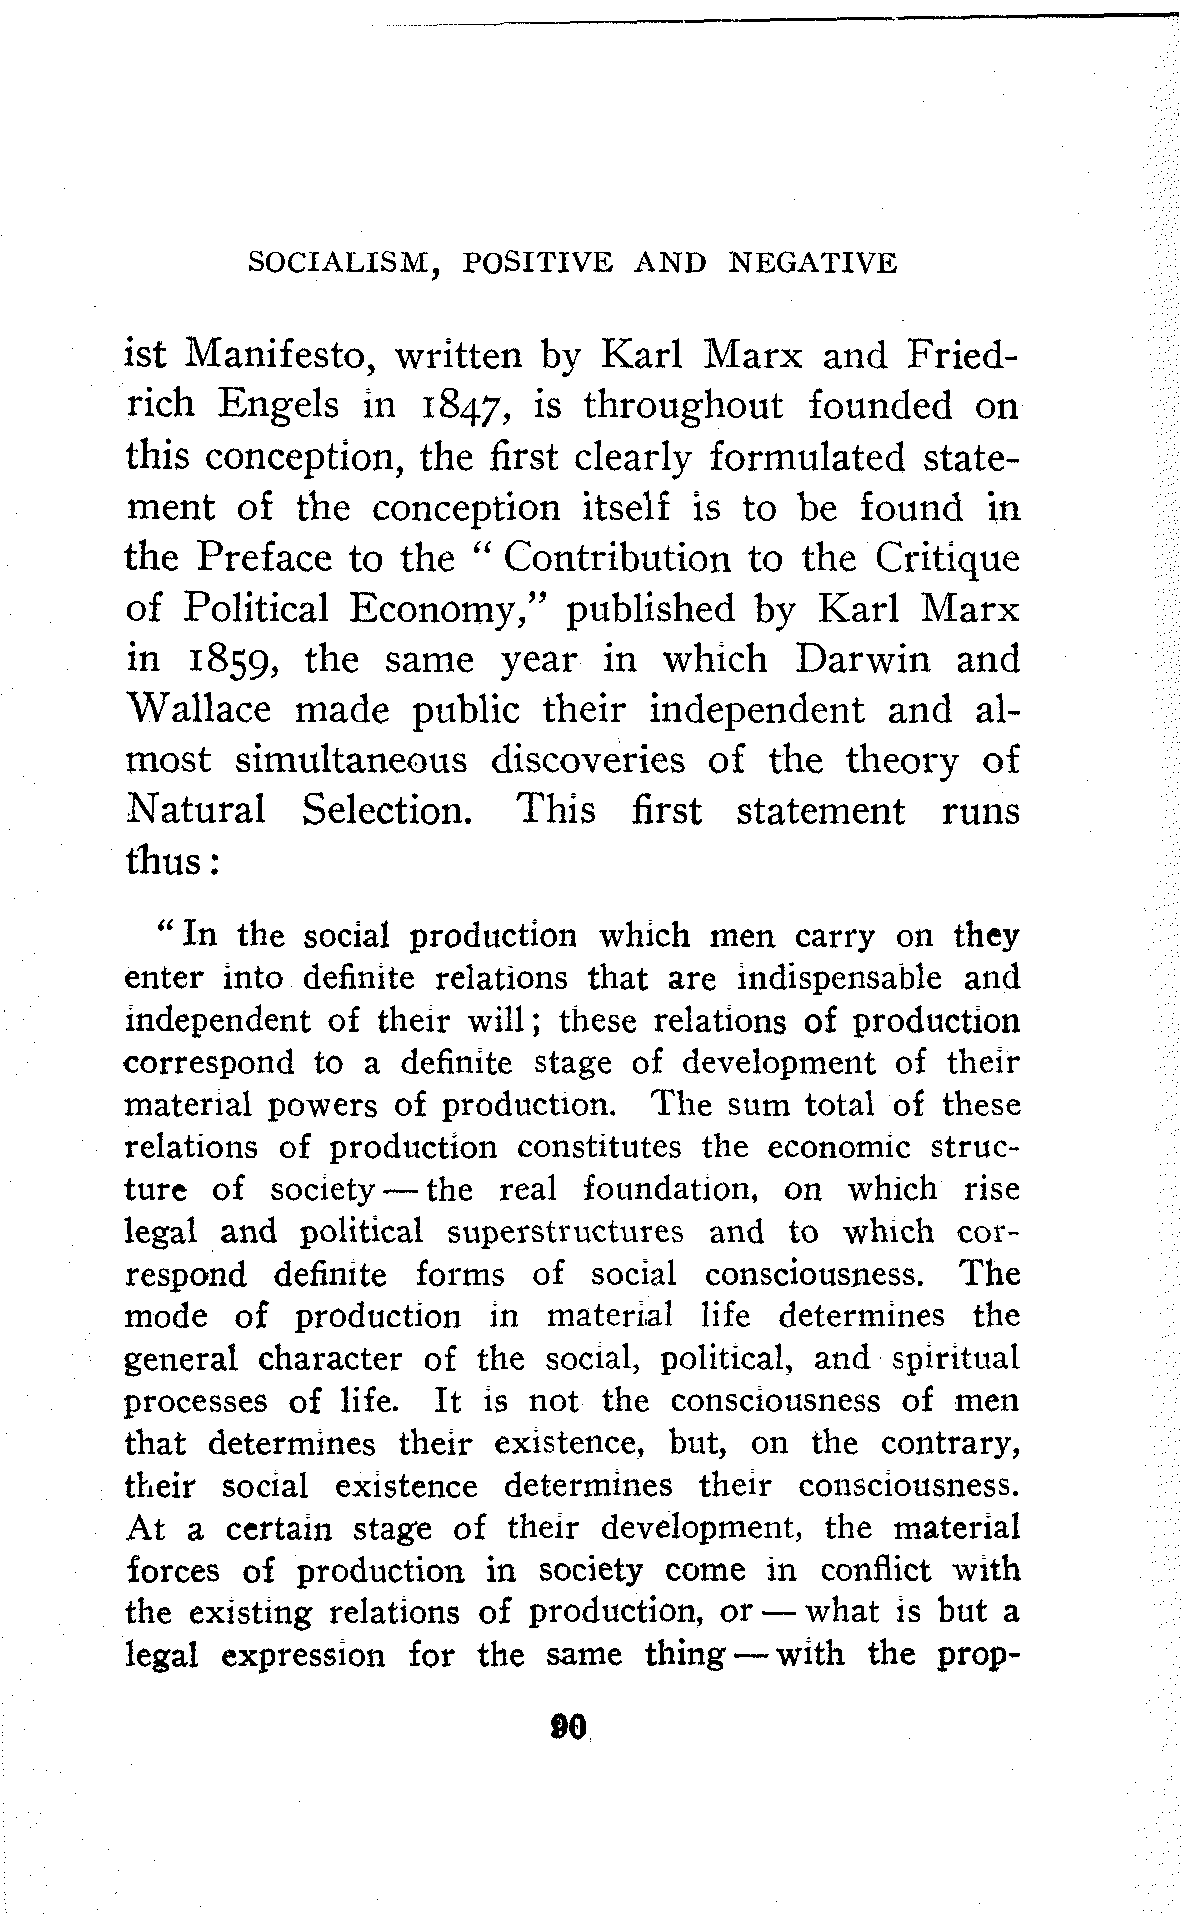 SOCIALISM, POSITIVE AND NEGATIVE
ist Manifesto, written by Karl Marx and Fried-
rich Engels in 1847, is throughout founded on
this conception, the first clearly formulated state-
ment of the conception itself is to be found in
the Preface to the “ Contribution to the Critique
of Political Economy,” published by Karl Marx
in 1859, the same year in which Darwin and
Wallace made public their independent and al-
most simultaneous discoveries of the theory of
Natural Selection. This first statement runs
thus :
“ In the social production which men carry on they
enter into definite relations that are indispensable and
independent of their will ; these relations of production
correspond to a definite stage of development of their
material powers of production. The sum total of these
relations of production constitutes the economic struc-
ture of society — the real foundation, on which rise
legal and political superstructures and to which cor-
respond definite forms of social consciousness. The
mode of production in material life determines the
general character of the social, political, and spiritual
processes of life. It is not the consciousness of men
that determines their existence, but, on the contrary,
their social existence determines their consciousness.
At a certain stage of their development, the material
forces of production in society come in conflict with
the existing relations of production, or — what is but a
legal expression for the same thing — with the prop-
90